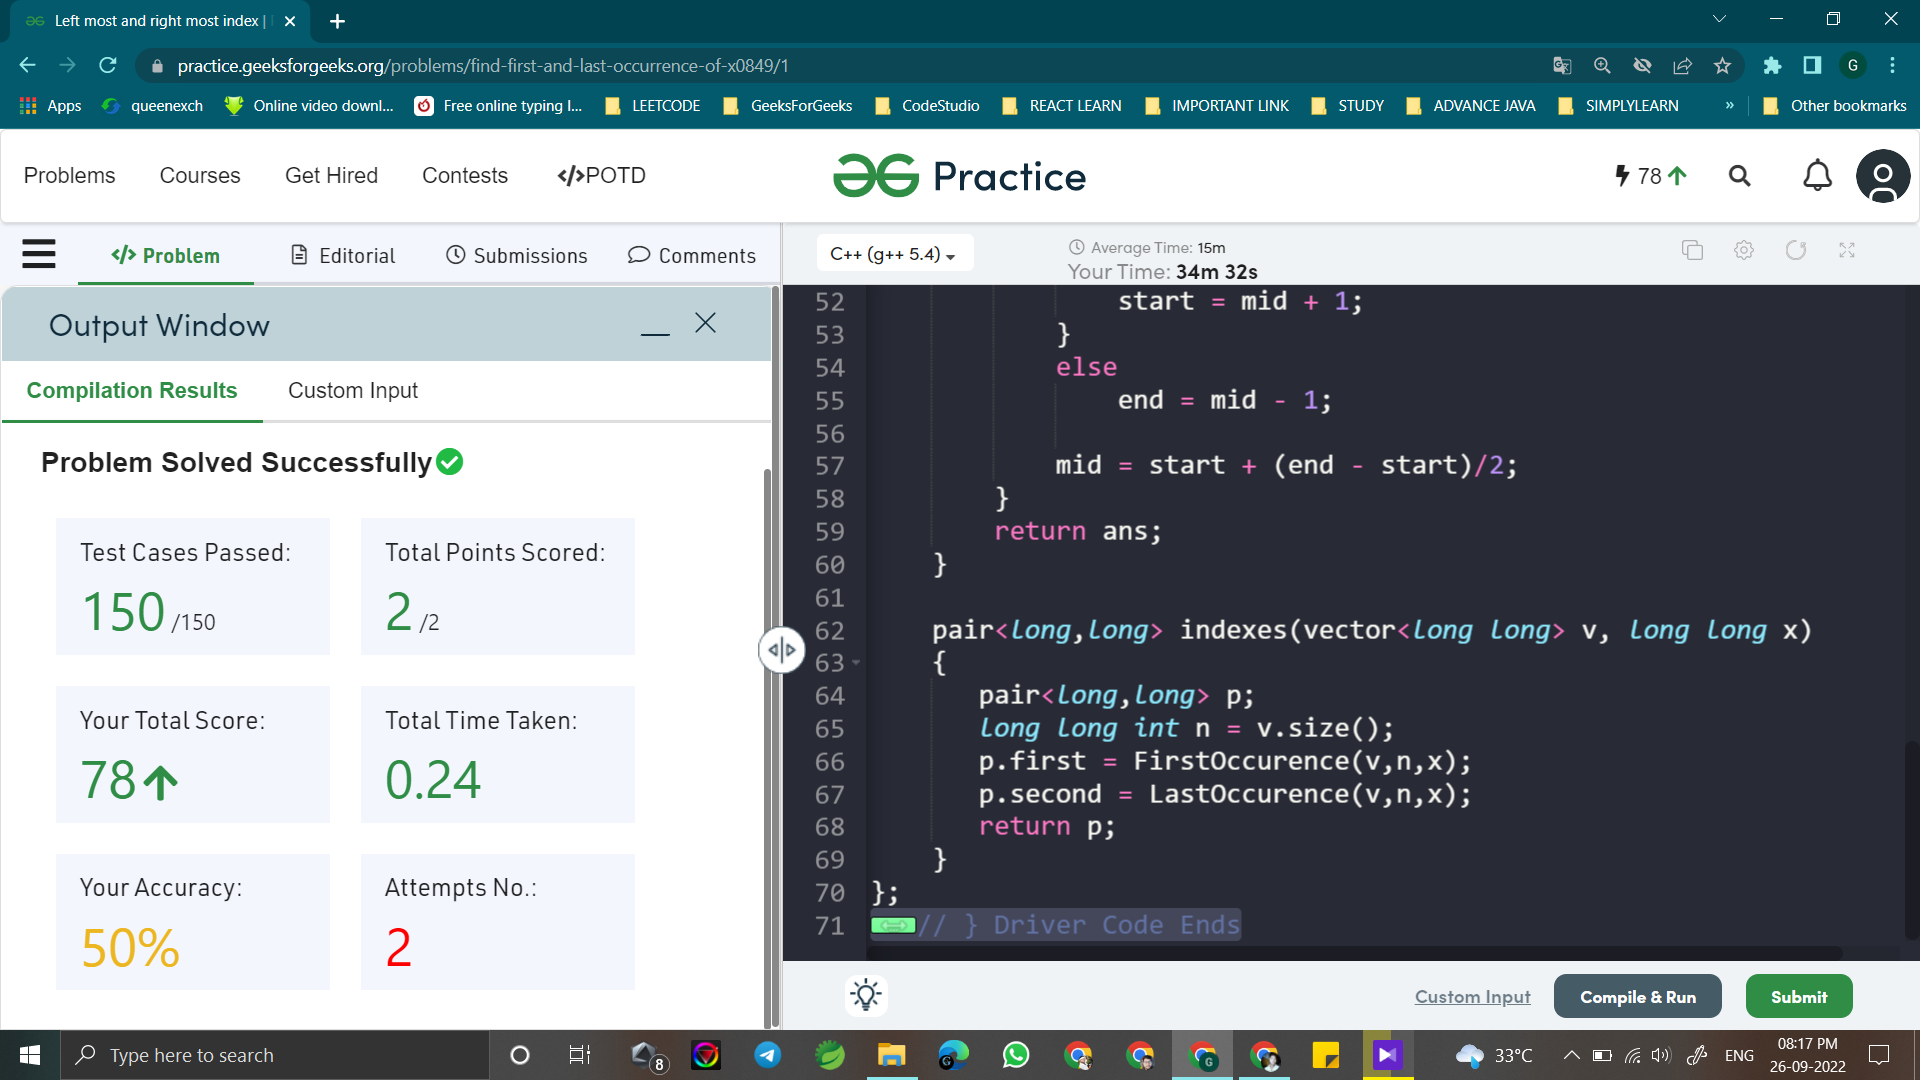 Left most and right most index |
practice.geeksforgeeks.org/problems/find-first-and-last-occurrence-of-x0849/1
G
Apps queenexch Online video downl... Free online typing l... LEETCODE GeeksForGeeks CodeStudio REACT LEARN IMPORTANT LINK STUDY ADVANCE JAVA SIMPLYLEARN » Other bookmarks
Problems Courses Get Hired Contests </>POTD Practice 78
</> Problem Editorial Submissions Comments
C++ (g++ 5.4)
Average Time: 15m
Your Time: 34m 32s
Output Window
Compilation Results Custom Input
Problem Solved Successfully
Test Cases Passed:
150 /150
Total Points Scored:
2 /2
Your Total Score:
78
Total Time Taken:
0.24
Your Accuracy:
50%
Attempts No.:
2
52 start = mid + 1;
53 }
54 else
55 end = mid - 1;
56
57 mid = start + (end - start)/2;
58 }
59 return ans;
60 }
61
62 pair<long,long> indexes(vector<long long> v, long long x)
63 {
64 pair<long,long> p;
65 long long int n = v.size();
66 p.first = FirstOccurence(v,n,x);
67 p.second = LastOccurence(v,n,x);
68 return p;
69 }
70 };
71 // } Driver Code Ends
Custom Input Compile & Run Submit
Type here to search
8
G
33°C
ENG
08:17 PM
26-09-2022